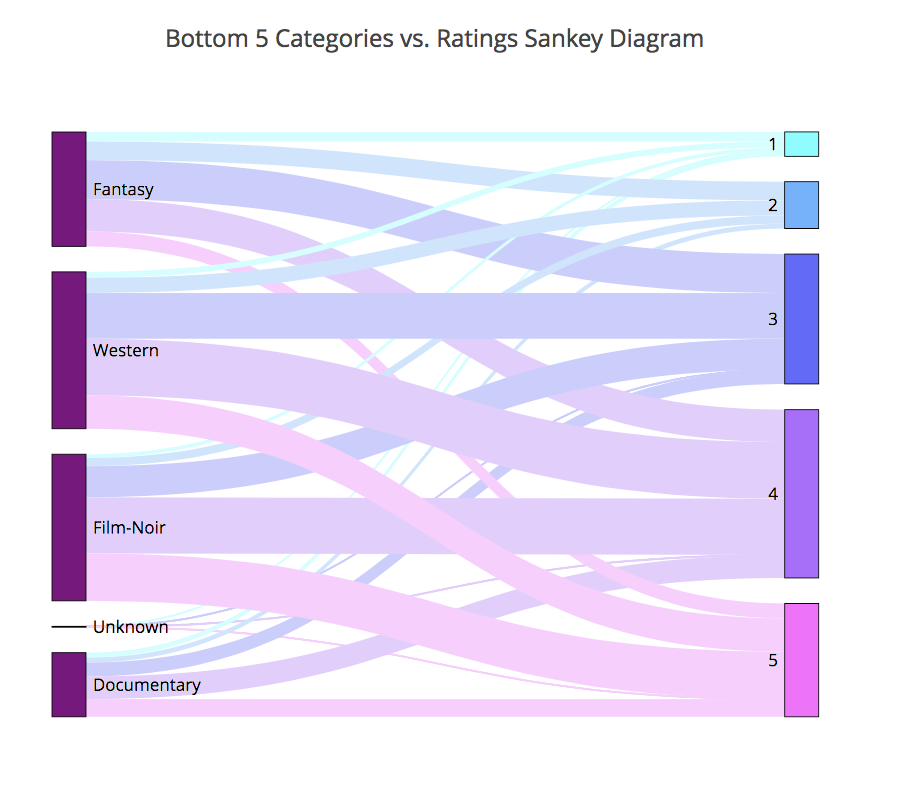 Bottom 5 Categories vs. Ratings Sankey Diagram
1
2
Fantasy
3
Western
4
Film-Noir
Unknown
5
Documentary